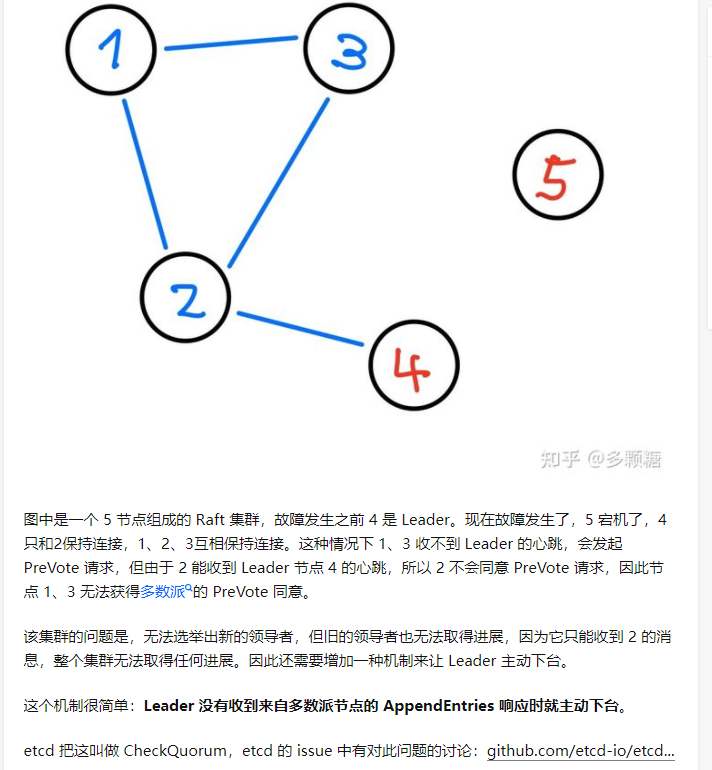 1
3
5
2
4
知乎 @多颗糖
图中是一个 5 节点组成的 Raft 集群，故障发生之前 4 是 Leader。现在故障发生了，5 宕机了，4
只和2保持连接，1、2、3互相保持连接。这种情况下 1、3 收不到 Leader 的心跳，会发起
PreVote 请求，但由于 2 能收到 Leader 节点 4 的心跳，所以 2 不会同意 PreVote 请求，因此节
点 1、3 无法获得多数派的 PreVote 同意。
该集群的问题是，无法选举出新的领导者，但旧的领导者也无法取得进展，因为它只能收到 2 的消
息，整个集群无法取得任何进展。因此还需要增加一种机制来让 Leader 主动下台。
这个机制很简单：Leader 没有收到来自多数派节点的 AppendEntries 响应时就主动下台。
etcd 把这叫做 CheckQuorum，etcd 的 issue 中有对此问题的讨论：github.com/etcd-io/etcd...